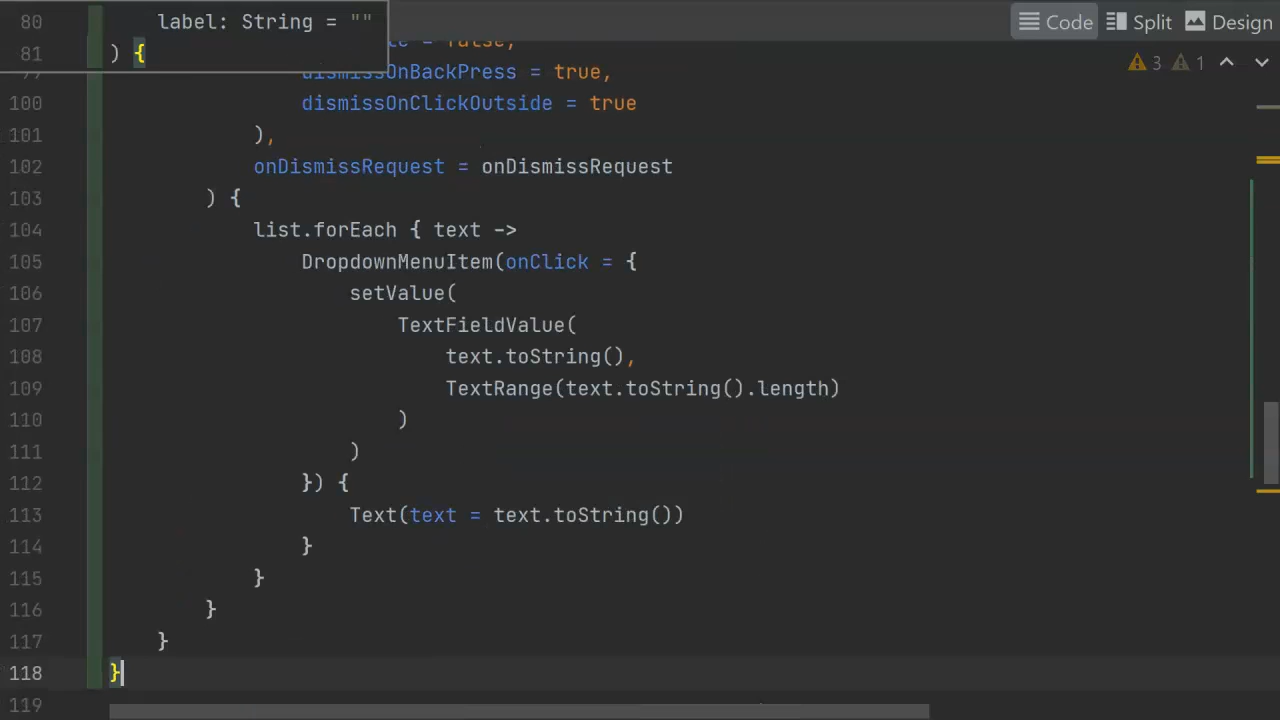 80 label: String = ""
81 ) {
Code Split Design
3 1
= false,
99 dismissOnBackPress = true,
100 dismissOnClickOutside = true
101 ),
102 onDismissRequest = onDismissRequest
103 ) {
104 list.forEach { text ->
105 DropdownMenuItem(onClick = {
106 setValue(
107 TextFieldValue(
108 text.toString(),
109 TextRange(text.toString().length)
110 )
111 )
112 }) {
113 Text(text = text.toString())
114 }
115 }
116 }
117 }
118 }
119